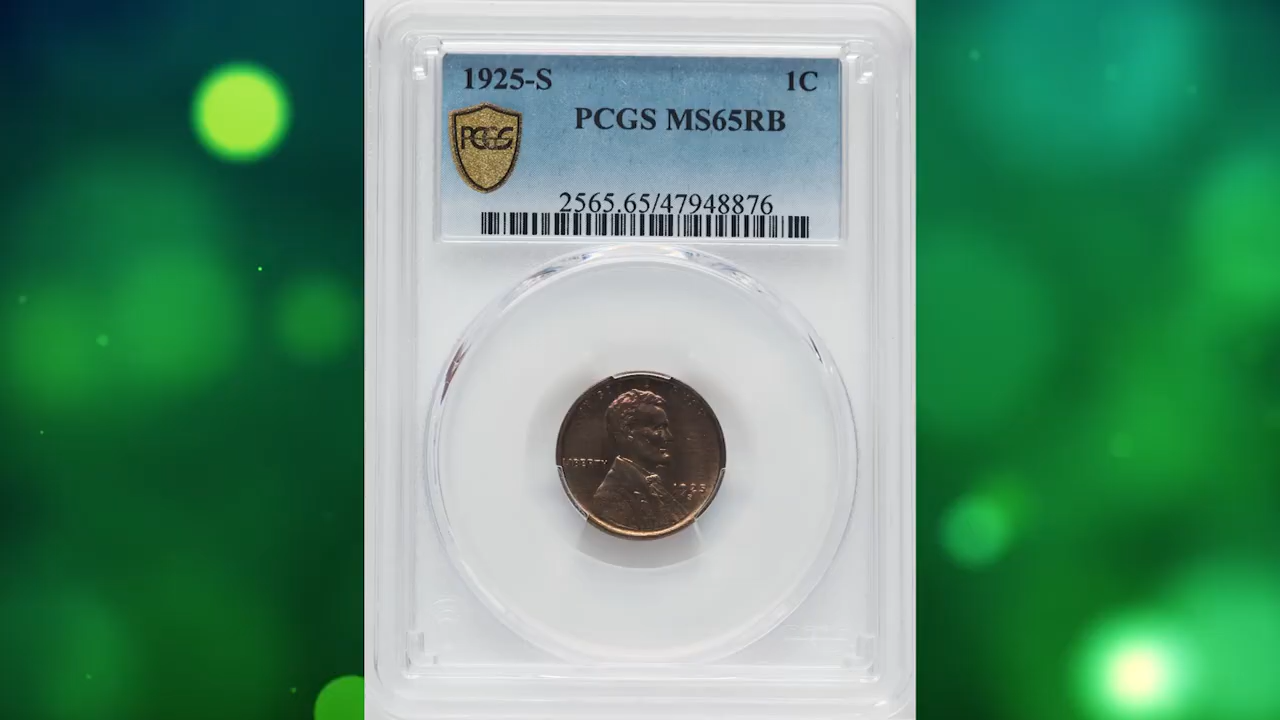 1925-S 1C
PCGS MS65RB
PCGS
2565.65/47948876
LIBERTY
1925
S